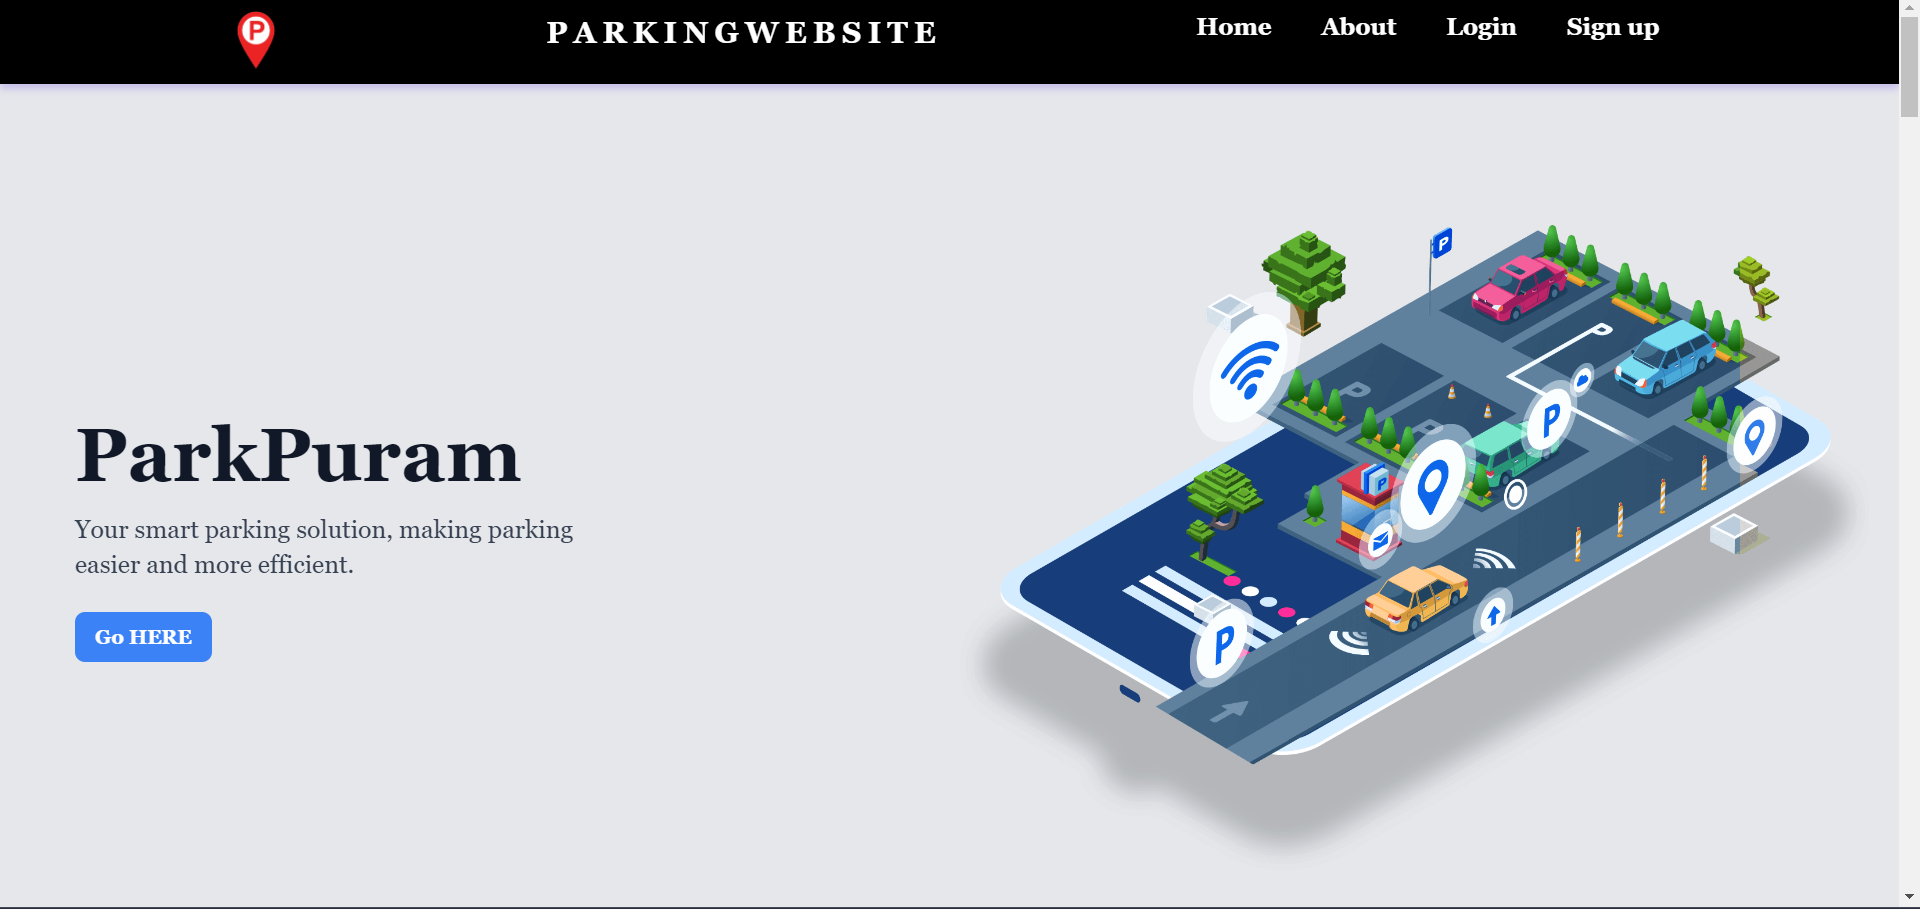 P
PARKINGWEBSITE
Home About Login Sign up
P
P
P
P
P
P
ParkPuram
Your smart parking solution, making parking
easier and more efficient.
Go HERE
P